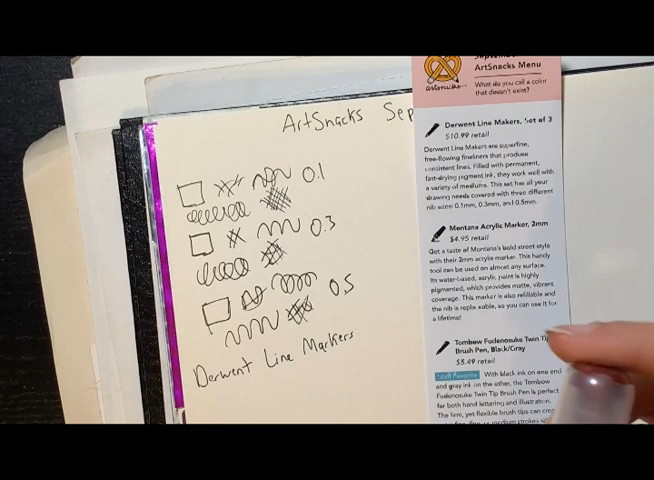 ArtSnacks Sep
0.1
0.3
0.5
Derwent Line Markers
artsnacks
ArtSnacks Menu
What do you call a color
that doesn't exist?
Derwent Line Makers, Set of 3
$10.99 retail
Derwent Line Makers are superfine,
free-flowing fineliners that produce
consistent lines. Filled with permanent,
fast-drying pigment ink, they work well with
a variety of mediums. This set has all your
drawing needs covered with three different
nib sizes: 0.1mm, 0.3mm, and 0.5mm.
Montana Acrylic Marker, 2mm
$4.95 retail
Get a taste of Montana's bold street style
with their 2mm acrylic marker. This handy
tool can be used on almost any surface.
Its water-based, acrylic paint is highly
pigmented, which provides matte, vibrant
coverage. This marker is also refillable and
the nib is replaceable, so you can use it for
a lifetime!
Tombow Fudenosuke Twin Tip
Brush Pen, Black/Gray
$5.49 retail
Staff Favorite With black ink on one end
and gray ink on the other, the Tombow
Fudenosuke Twin Tip Brush Pen is perfect
for both hand lettering and illustration.
The firm, yet flexible brush tips can